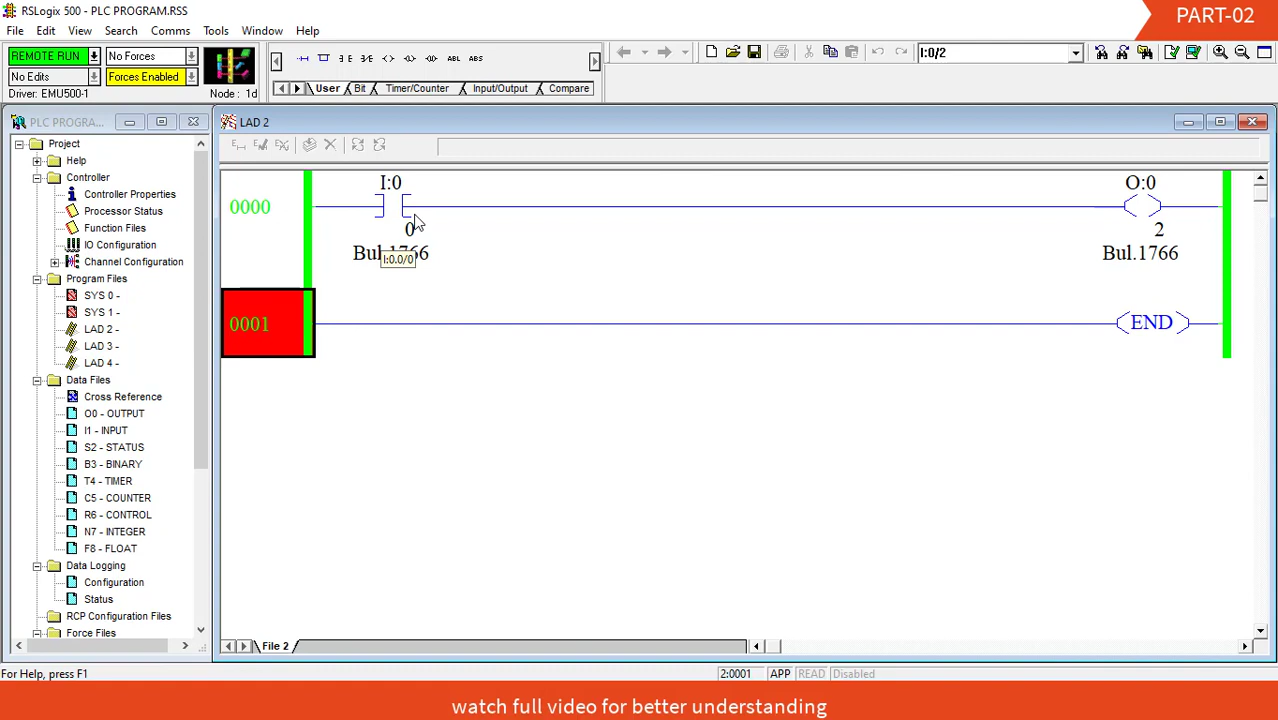 RSLogix 500 - PLC PROGRAM.RSS
PART-02
File Edit View Search Comms Tools Window Help
REMOTE RUN No Forces
No Edits Forces Enabled
Driver: EMU500-1 Node : 1d
ABL ABS
User Bit Timer/Counter Input/Output Compare
I:0/2
PLC PROGRA...
LAD 2
Project
Help
Controller
Controller Properties
Processor Status
Function Files
IO Configuration
Channel Configuration
Program Files
SYS 0 -
SYS 1 -
LAD 2 -
LAD 3 -
LAD 4 -
Data Files
Cross Reference
O0 - OUTPUT
I1 - INPUT
S2 - STATUS
B3 - BINARY
T4 - TIMER
C5 - COUNTER
R6 - CONTROL
N7 - INTEGER
F8 - FLOAT
Data Logging
Configuration
Status
RCP Configuration Files
Force Files
0000
I:0
0
Bul.1766
I:0.0/0
O:0
2
Bul.1766
0001
END
File 2
For Help, press F1
2:0001 APP READ Disabled
watch full video for better understanding